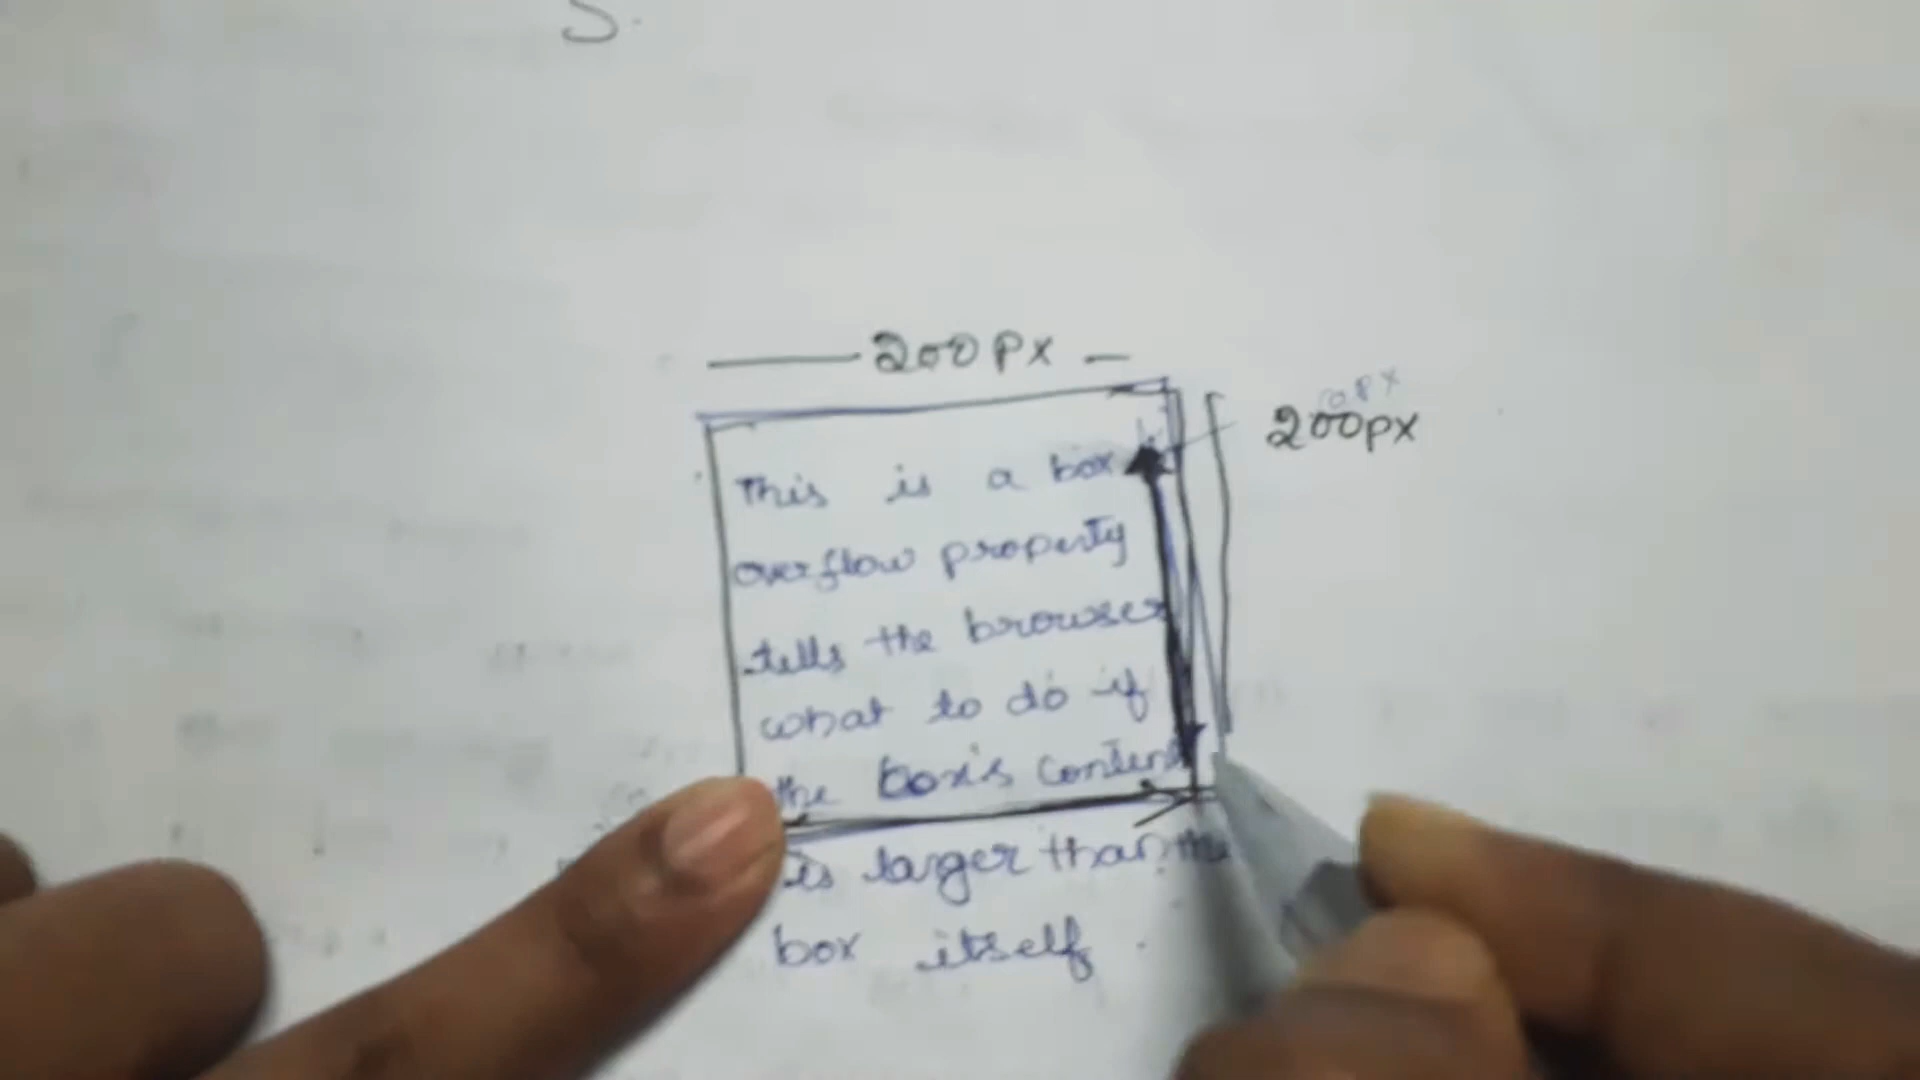 S.
200px
200px
This is a box
overflow property
tells the browser
what to do if
the box's content
is larger than the
box itself.